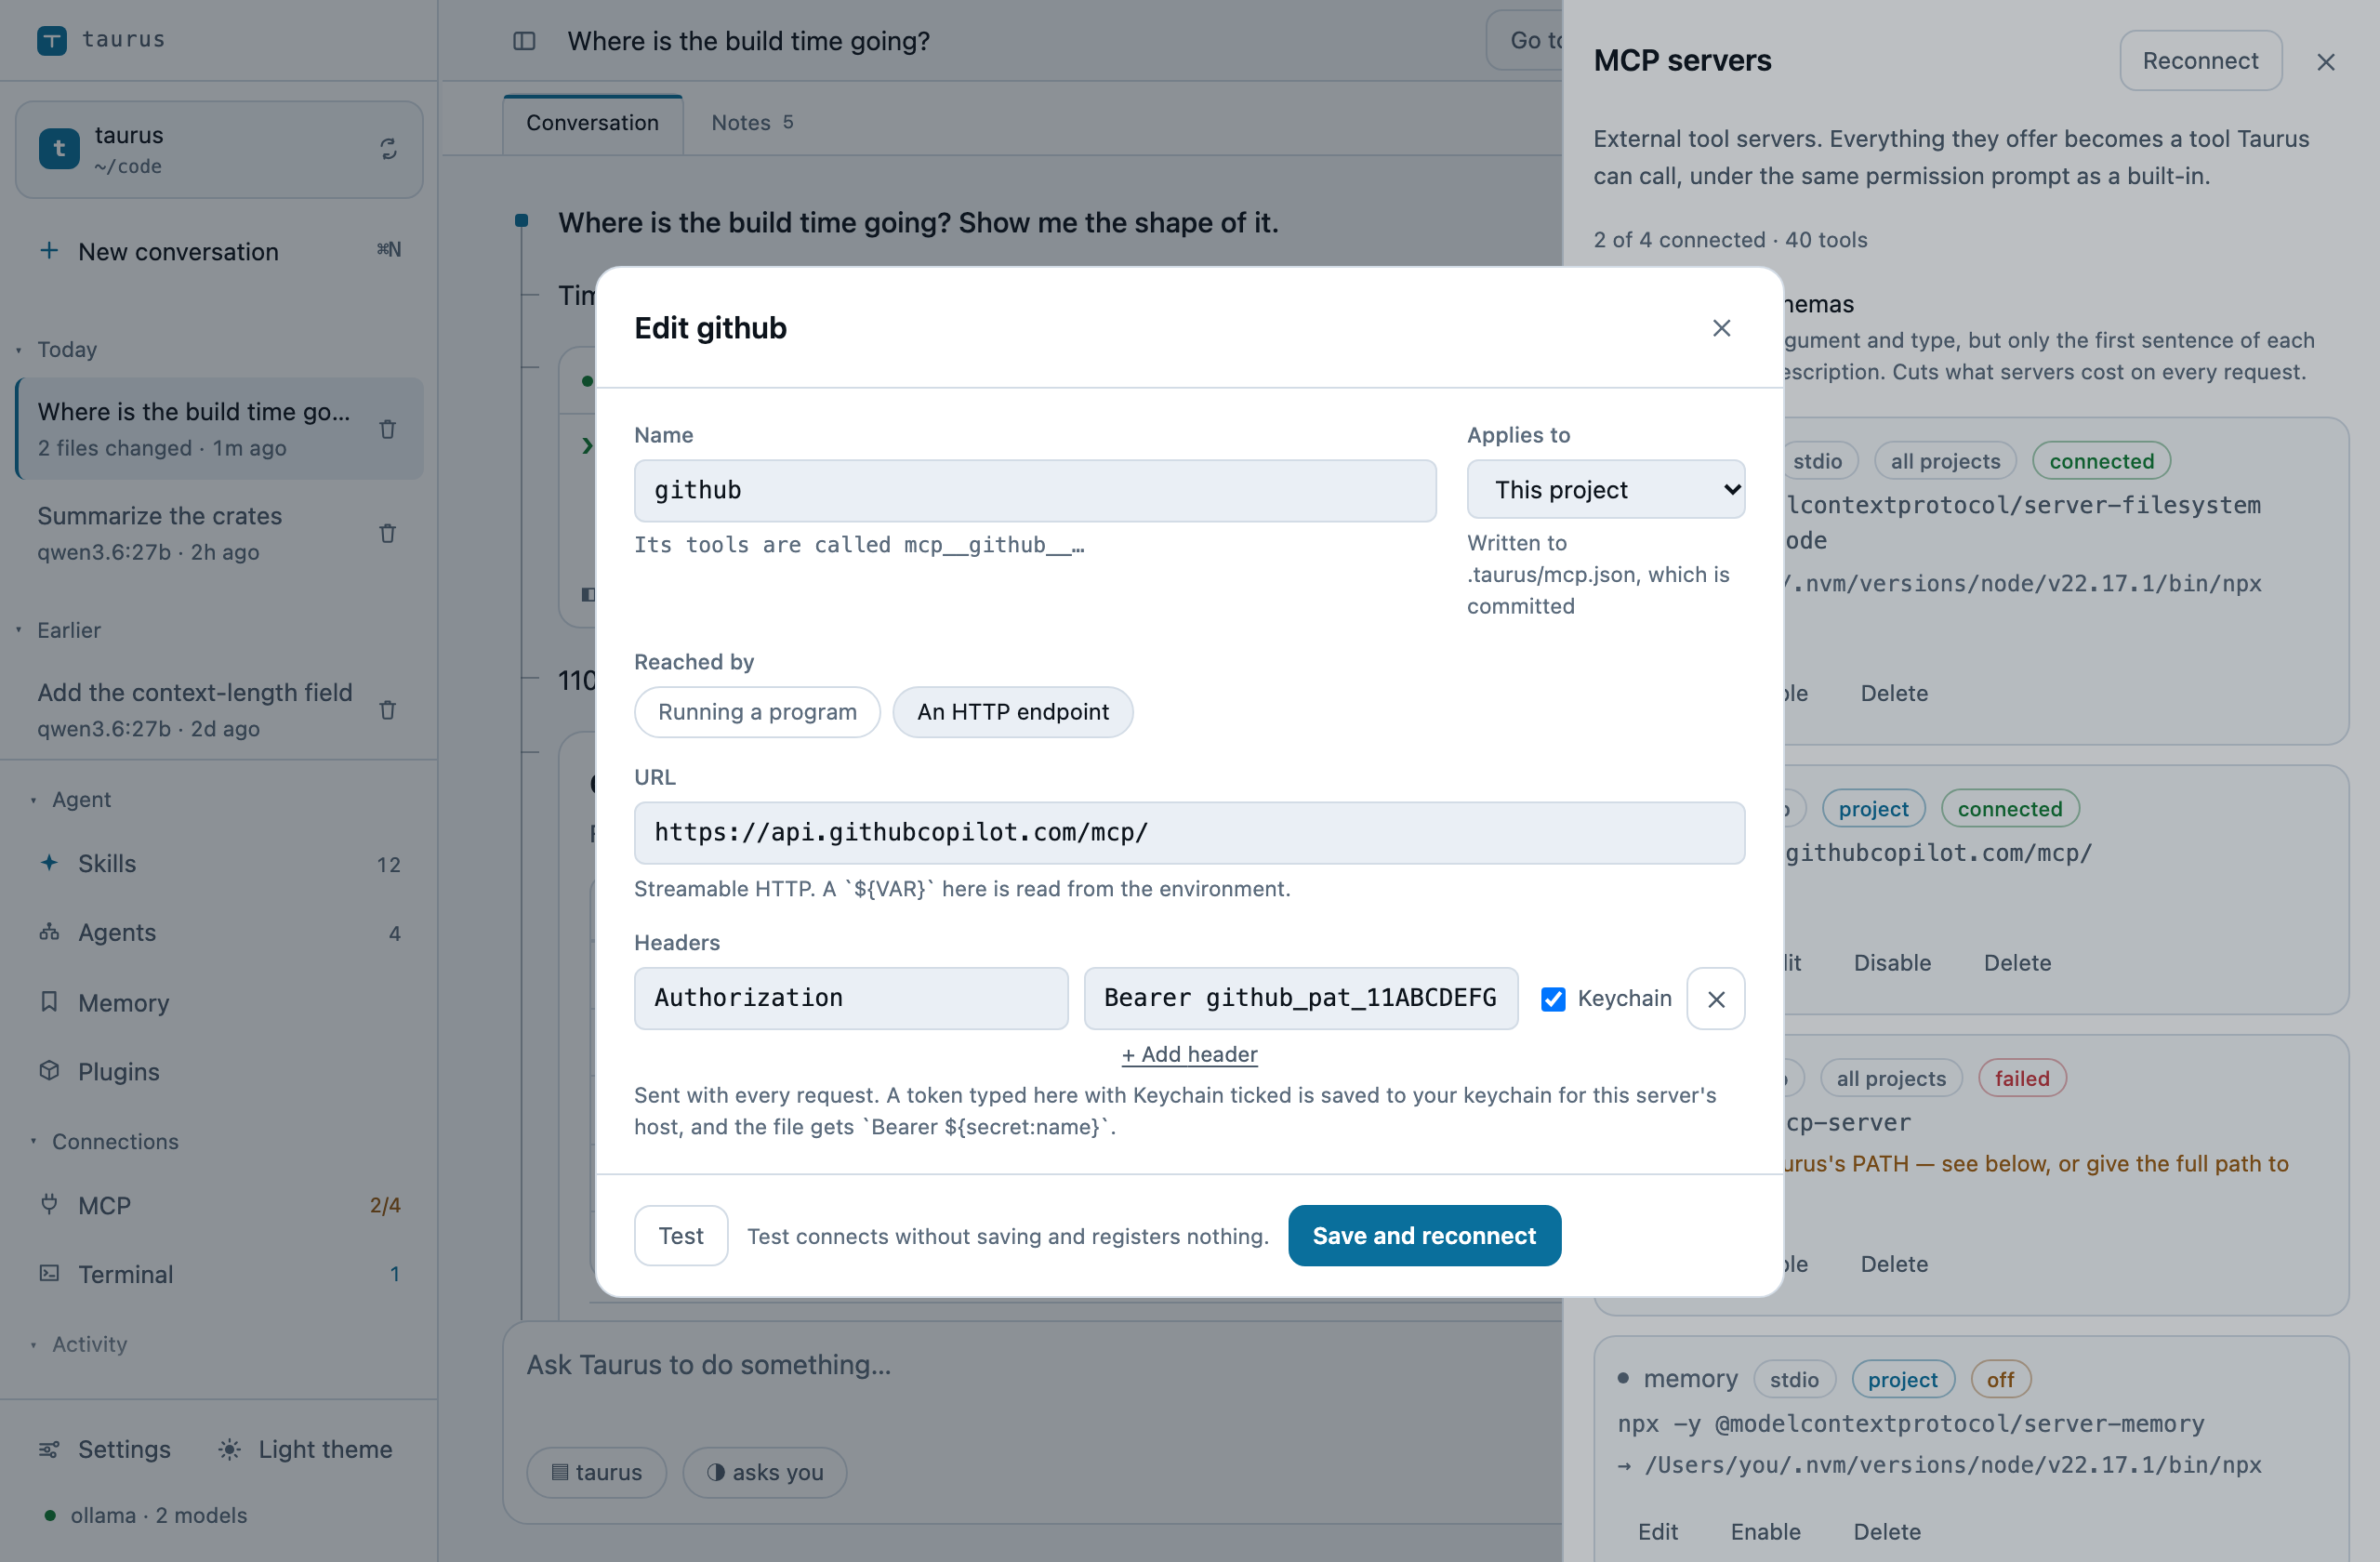 taurus
t
taurus
~/code
New conversation
⌘N
Today
Where is the build time go...
2 files changed · 1m ago
Summarize the crates
qwen3.6:27b · 2h ago
Earlier
Add the context-length field
qwen3.6:27b · 2d ago
Agent
Skills
12
Agents
4
Memory
Plugins
Connections
MCP
2/4
Terminal
1
Activity
Settings
Light theme
ollama · 2 models
Where is the build time going?
Go to
Conversation
Notes 5
Where is the build time going? Show me the shape of it.
110
Ask Taurus to do something...
taurus
asks you
Edit github
Name
github
Its tools are called mcp__github__…
Applies to
This project
Written to
.taurus/mcp.json, which is
committed
Reached by
Running a program
An HTTP endpoint
URL
https://api.githubcopilot.com/mcp/
Streamable HTTP. A `${VAR}` here is read from the environment.
Headers
Authorization
Bearer github_pat_11ABCDEFG
Keychain
+ Add header
Sent with every request. A token typed here with Keychain ticked is saved to your keychain for this server's
host, and the file gets `Bearer ${secret:name}`.
Test
Test connects without saving and registers nothing.
Save and reconnect
MCP servers
Reconnect
External tool servers. Everything they offer becomes a tool Taurus
can call, under the same permission prompt as a built-in.
2 of 4 connected · 40 tools
hemas
gument and type, but only the first sentence of each
escription. Cuts what servers cost on every request.
stdio
all projects
connected
lcontextprotocol/server-filesystem
ode
/.nvm/versions/node/v22.17.1/bin/npx
Delete
project
connected
githubcopilot.com/mcp/
Disable
Delete
all projects
failed
cp-server
urus's PATH — see below, or give the full path to
Delete
memory
stdio
project
off
npx -y @modelcontextprotocol/server-memory
→ /Users/you/.nvm/versions/node/v22.17.1/bin/npx
Edit
Enable
Delete